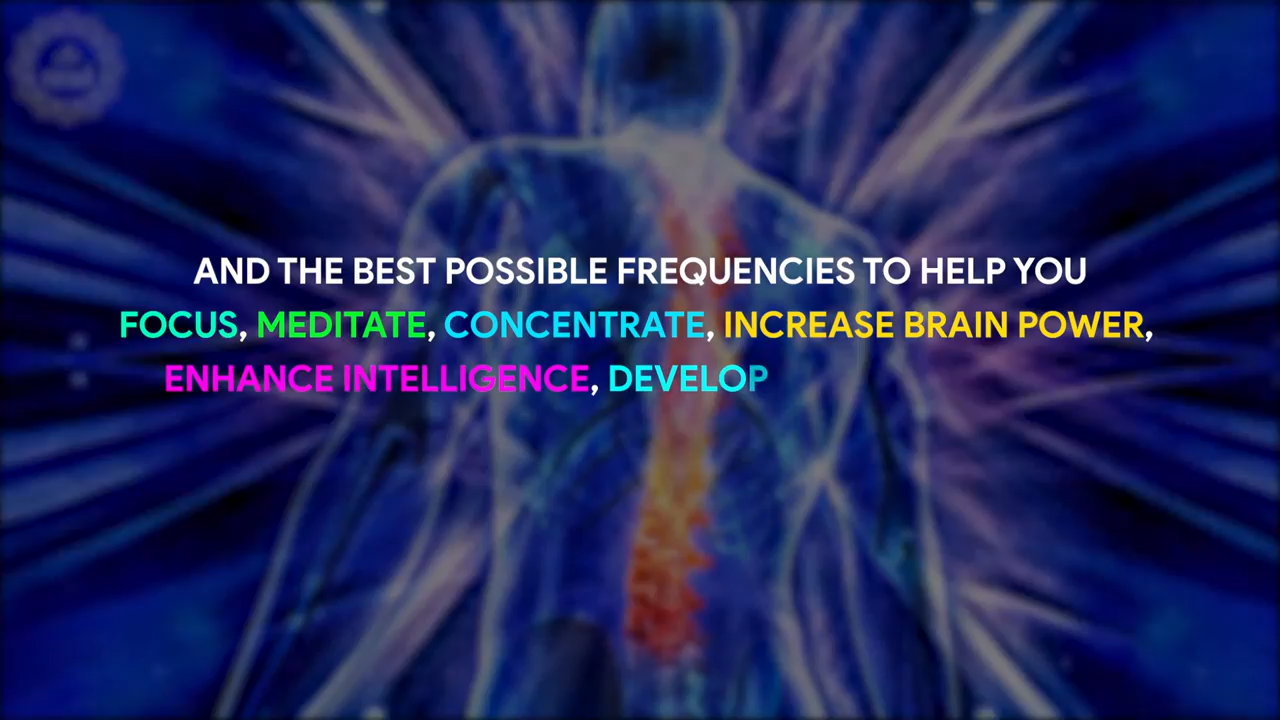 AND THE BEST POSSIBLE FREQUENCIES TO HELP YOU
FOCUS, MEDITATE, CONCENTRATE, INCREASE BRAIN POWER,
ENHANCE INTELLIGENCE, DEVELOP